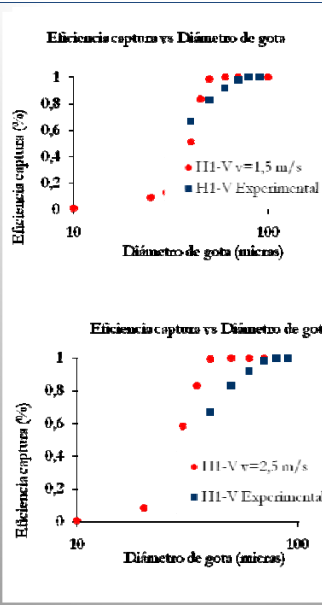 Eficiencia captura vs Diámetro de gota
Eficiencia captura (%)
1
0,8
0,6
0,4
0,2
0
10
100
H1-V v=1,5 m/s
H1-V Experimental
Diámetro de gota (micras)
Eficiencia captura vs Diámetro de got
Eficiencia captura (%)
1
0,8
0,6
0,4
0,2
0
10
100
H1-V v=2,5 m/s
H1-V Experimental
Diámetro de gota (micras)